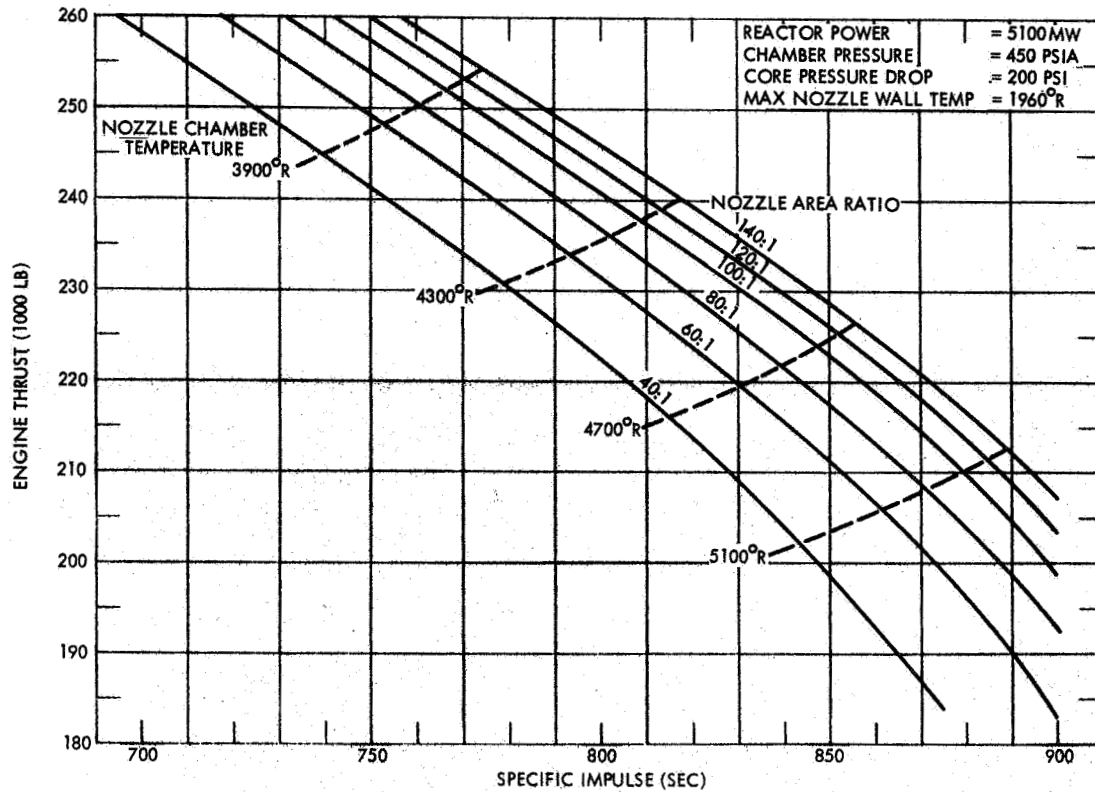 260
250
240
230
220
210
200
190
180
ENGINE THRUST (1000 LB)
REACTOR POWER = 5100 MW
CHAMBER PRESSURE = 450 PSIA
CORE PRESSURE DROP = 200 PSI
MAX NOZZLE WALL TEMP = 1960°R
NOZZLE CHAMBER
TEMPERATURE
3900°R
4300°R
4700°R
5100°R
NOZZLE AREA RATIO
140:1
120:1
100:1
80:1
60:1
40:1
700 750 800 850 900
SPECIFIC IMPULSE (SEC)